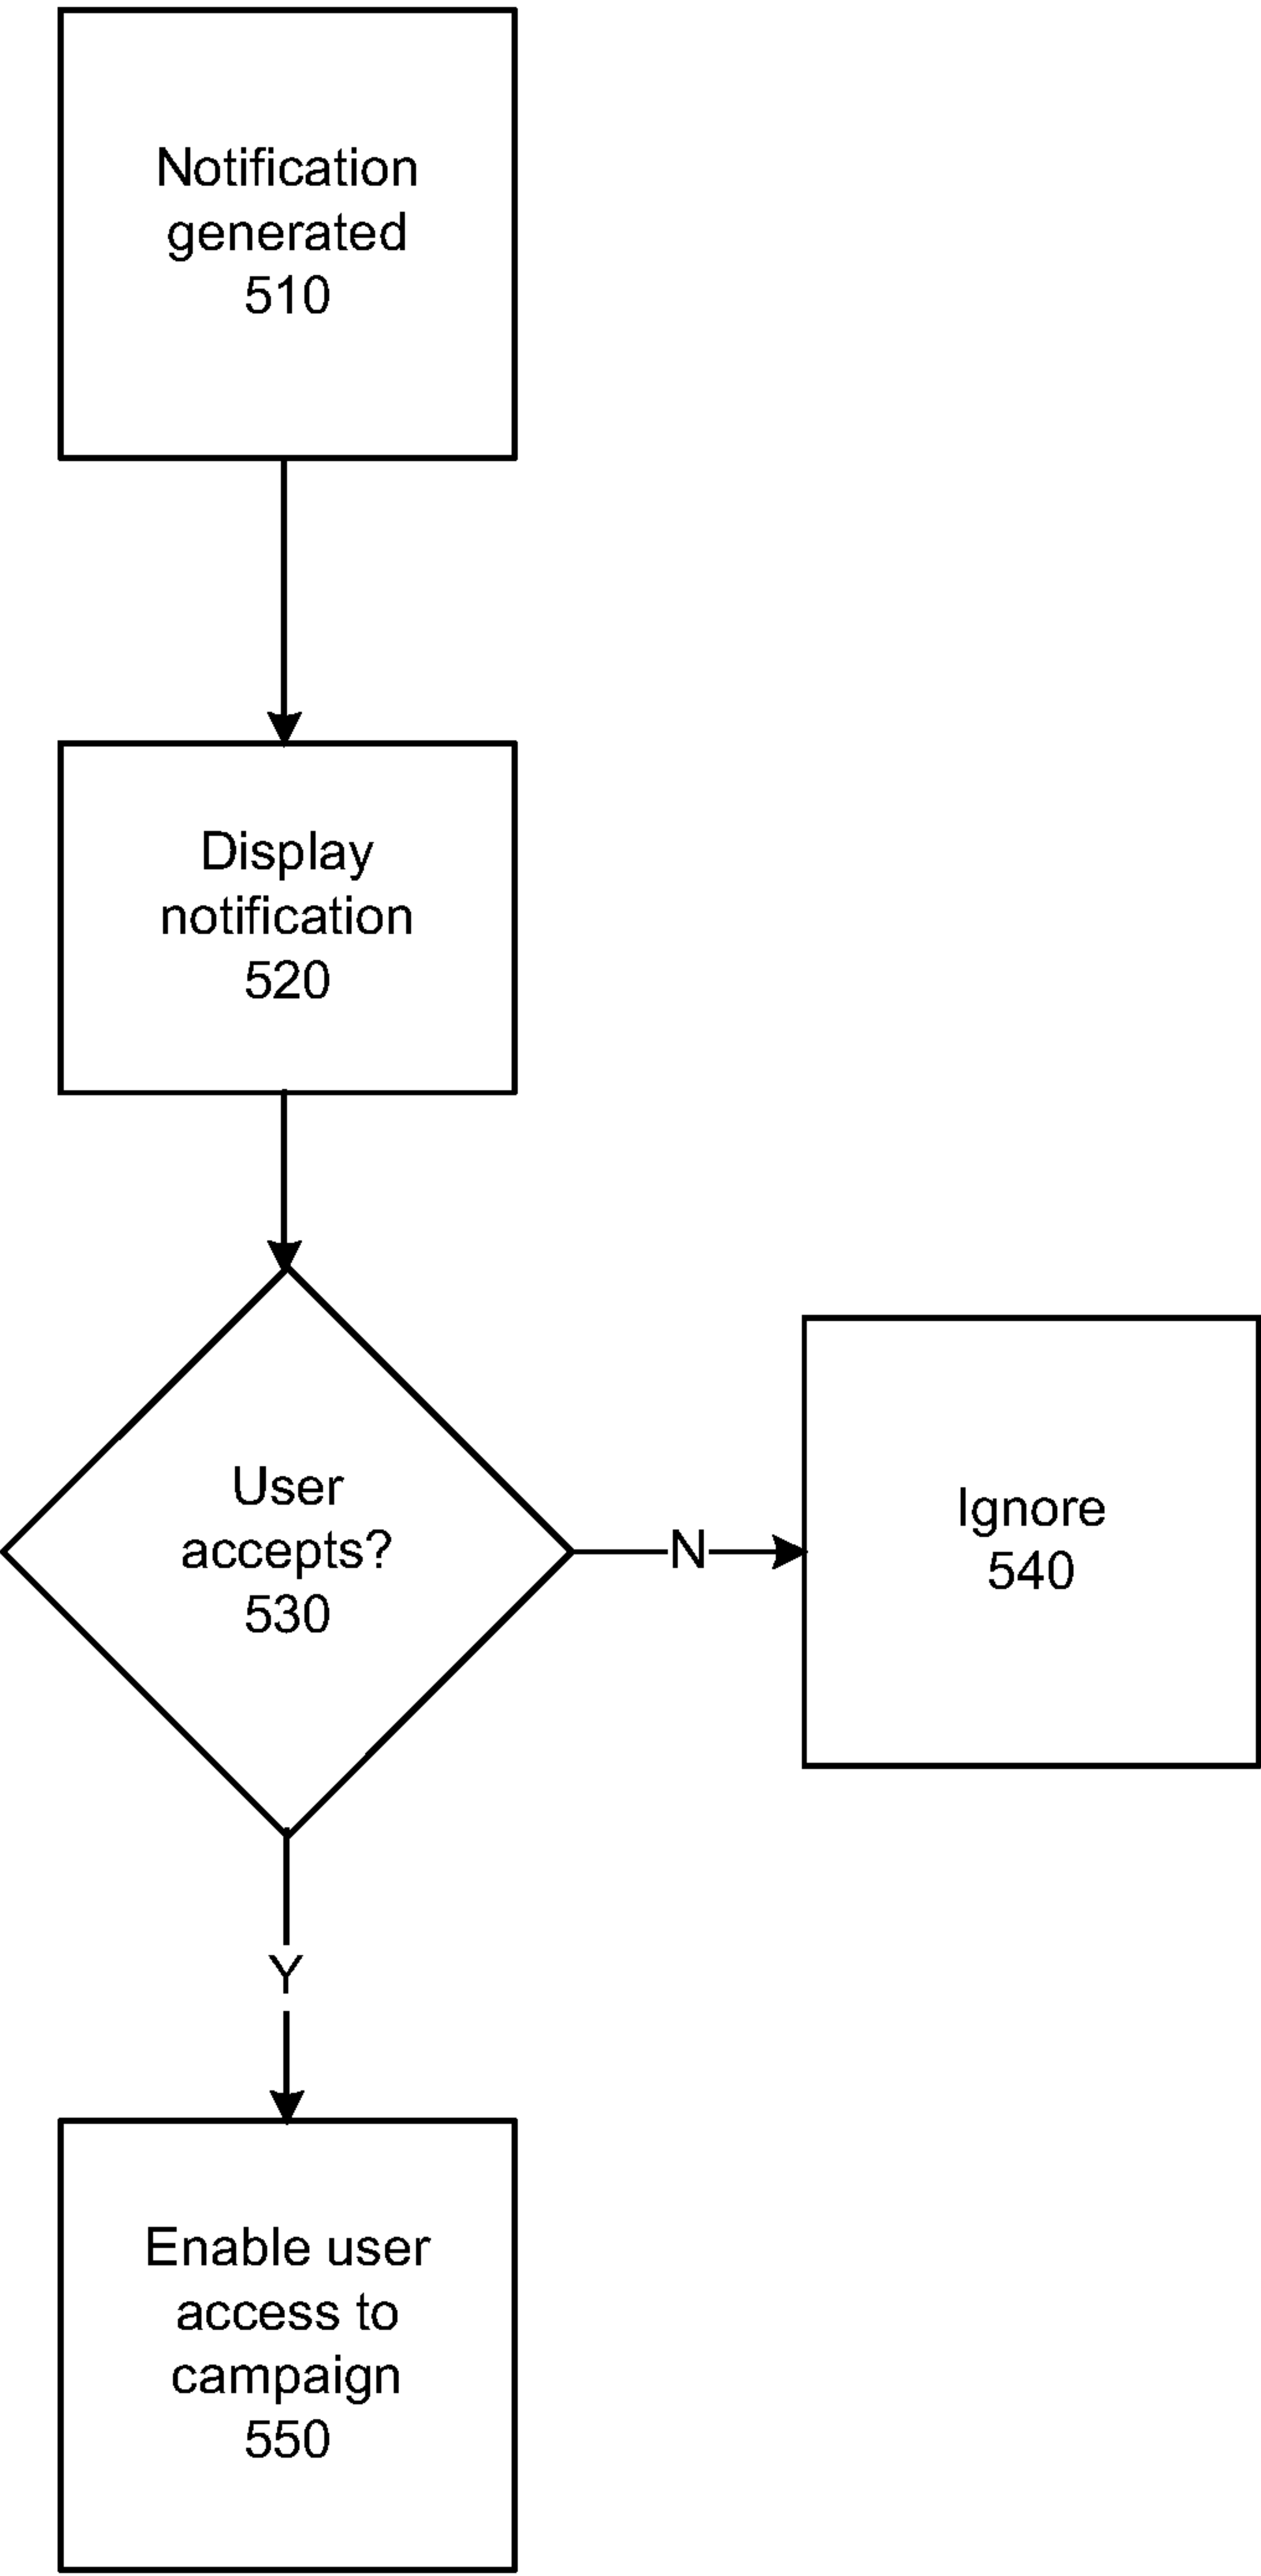 Notification
generated
510
Display
notification
520
User
accepts?
530
N
Ignore
540
Y
Enable user
access to
campaign
550